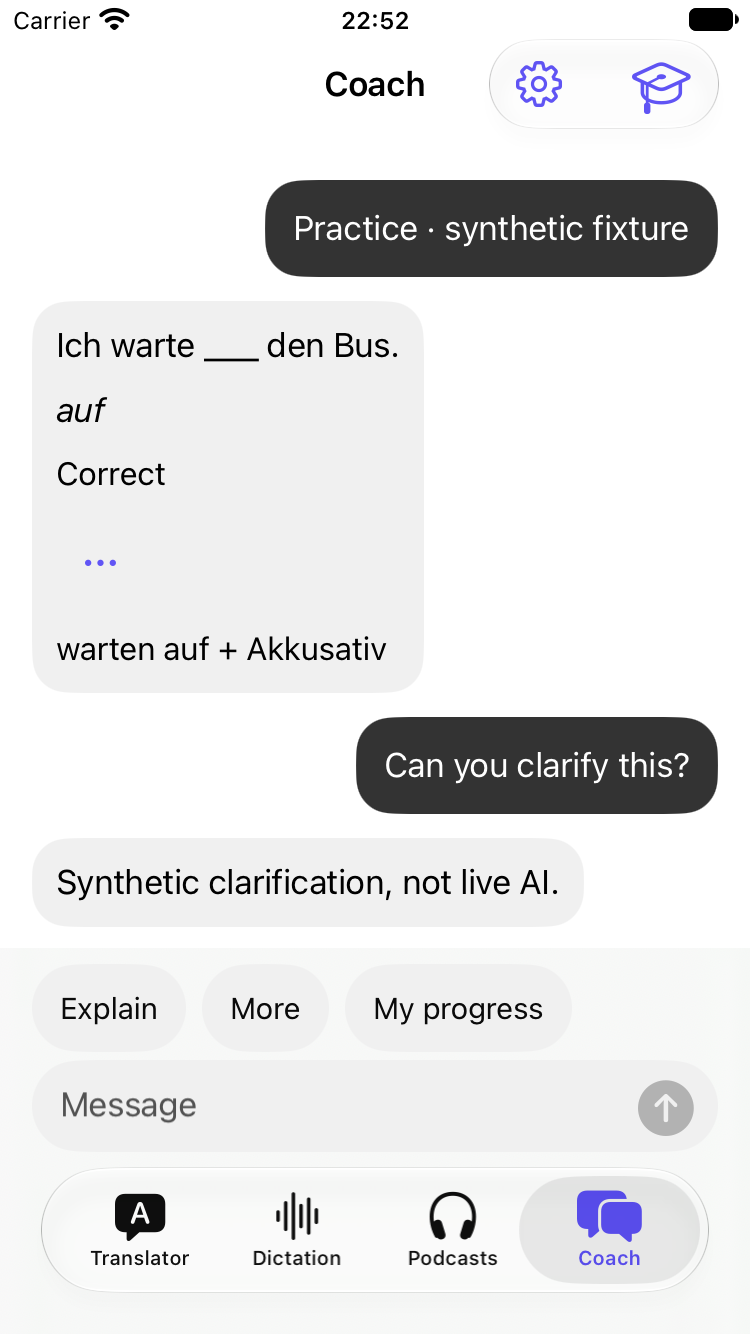 Carrier 22:52
Coach
Practice · synthetic fixture
Ich warte ___ den Bus.
auf
Correct
...
warten auf + Akkusativ
Can you clarify this?
Synthetic clarification, not live AI.
Explain More My progress
Message
A
Translator Dictation Podcasts Coach